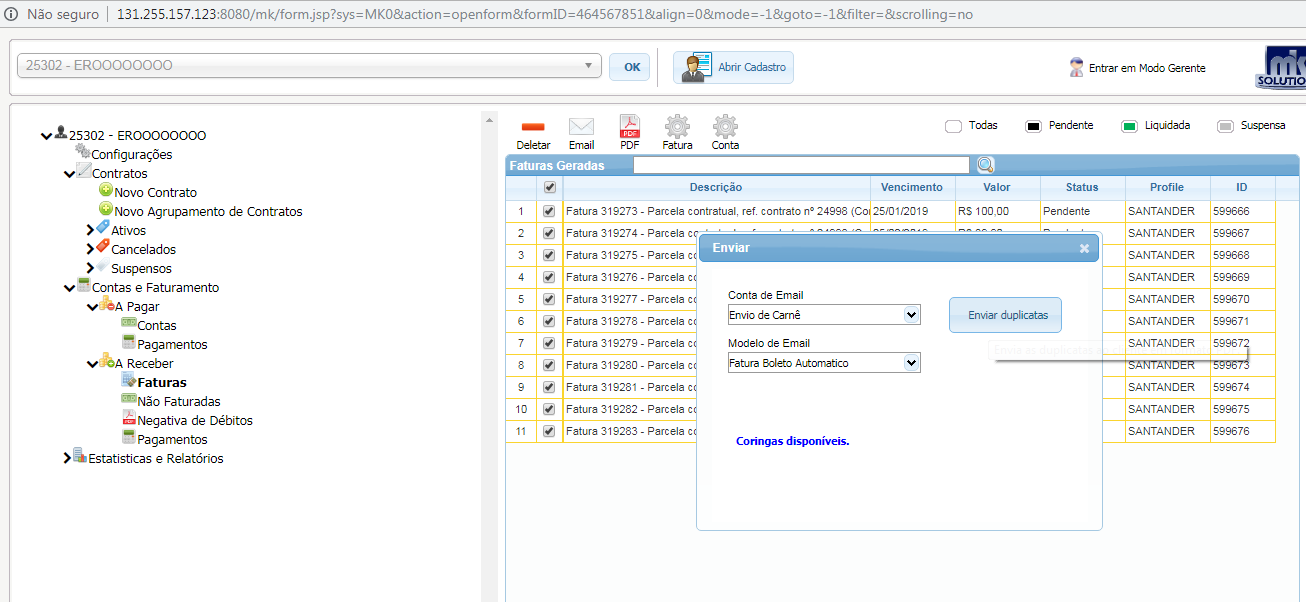 Não seguro | 131.255.157.123:8080/mk/form.jsp?sys=MK0&action=openform&formID=464567851&align=0&mode=-1&goto=-1&filter=&scrolling=no
25302 - EROOOOOOOO
OK
Abrir Cadastro
Entrar em Modo Gerente
SOLUTIO
25302 - EROOOOOOOO
Configurações
Contratos
Novo Contrato
Novo Agrupamento de Contratos
Ativos
Cancelados
Suspensos
Contas e Faturamento
A Pagar
Contas
Pagamentos
A Receber
Faturas
Não Faturadas
Negativa de Débitos
Pagamentos
Estatisticas e Relatórios
Deletar Email PDF Fatura Conta
Todas Pendente Liquidada Suspensa
Faturas Geradas
Descrição Vencimento Valor Status Profile ID
1 Fatura 319273 - Parcela contratual, ref. contrato nº 24998 (Co 25/01/2019 R$ 100,00 Pendente SANTANDER 599666
2 Fatura 319274 - Parcela SANTANDER 599667
3 Fatura 319275 - Parcela co SANTANDER 599668
4 Fatura 319276 - Parcela co SANTANDER 599669
5 Fatura 319277 - Parcela co SANTANDER 599670
6 Fatura 319278 - Parcela co SANTANDER 599671
7 Fatura 319279 - Parcela co SANTANDER 599672
8 Fatura 319280 - Parcela co SANTANDER 599673
9 Fatura 319281 - Parcela co SANTANDER 599674
10 Fatura 319282 - Parcela co SANTANDER 599675
11 Fatura 319283 - Parcela co SANTANDER 599676
Enviar
Conta de Email
Envio de Carnê
Enviar duplicatas
Modelo de Email
Fatura Boleto Automatico
Coringas disponíveis.